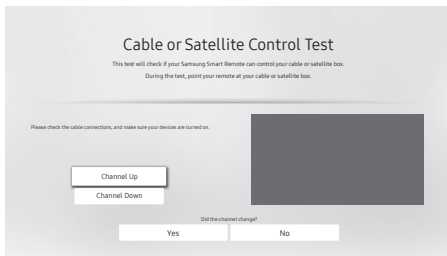 Cable or Satellite Control Test
This test will check if your Samsung Smart Remote can control your cable or satellite box.
During the test, point your remote at your cable or satellite box.
Please check the cable connections, and make sure your devices are turned on.
Channel Up
Channel Down
Did the channel change?
Yes
No